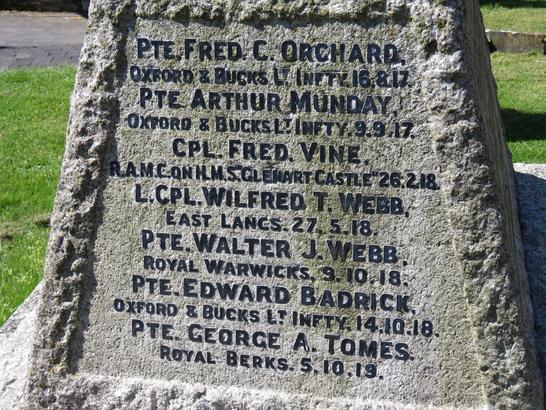 PTE. FRED. C. ORCHARD.
OXFORD & BUCKS. LT. INFTY. 16.8.17.
PTE ARTHUR MUNDAY,
OXFORD & BUCKS. LT. INFTY. 9.9.17.
CPL. FRED. VINE.
R.A.M.C. ON H.M.S. GLENART CASTLE" 26.2.18.
L. CPL. WILFRED T. WEBB,
EAST LANCS. 27.5.18.
PTE. WALTER J. WEBB,
ROYAL WARWICKS. 9.10.18.
PTE. EDWARD BADRICK,
OXFORD & BUCKS LT INFTY. 14.10.18.
PTE. GEORGE A. TOMES.
ROYAL BERKS. 5.10.19.